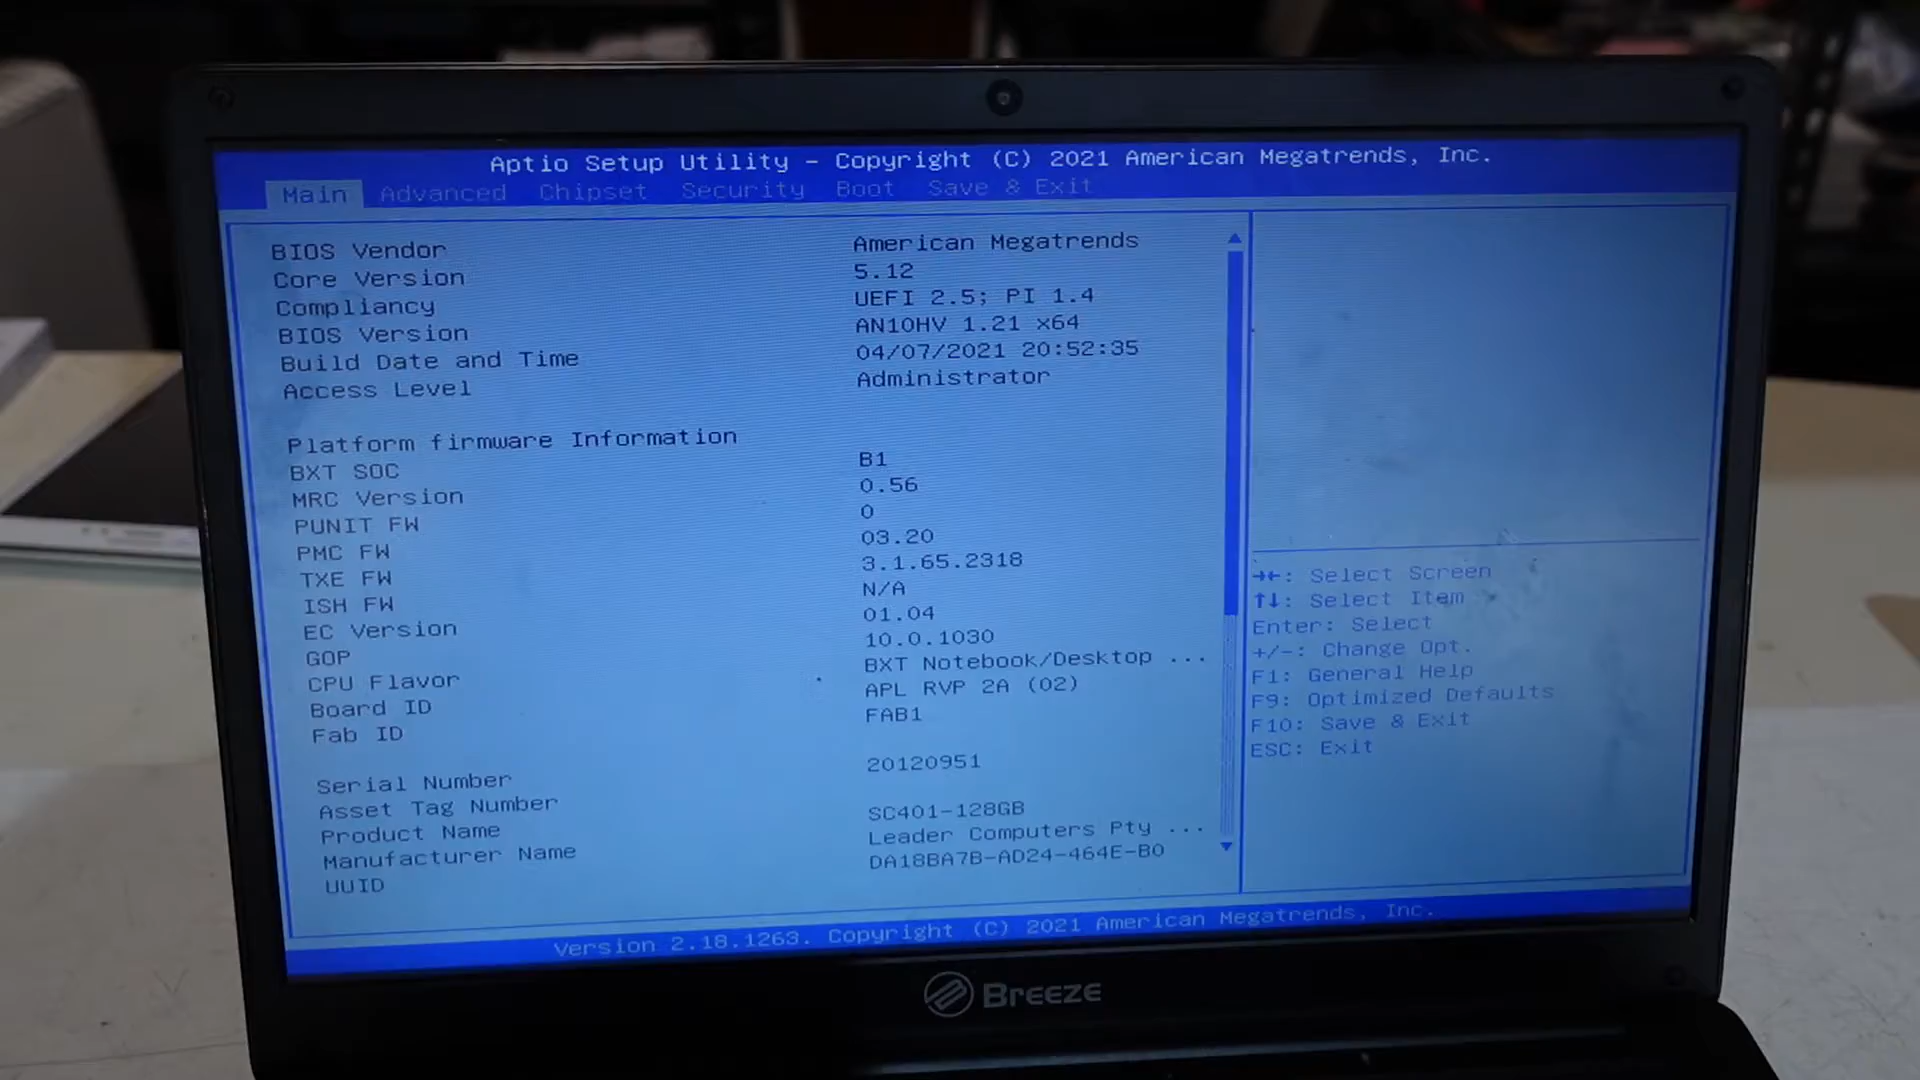 Aptio Setup Utility - Copyright (C) 2021 American Megatrends, Inc.
Main Advanced Chipset Security Boot Save & Exit
BIOS Vendor American Megatrends
Core Version 5.12
Compliancy UEFI 2.5; PI 1.4
BIOS Version AN10HV 1.21 x64
Build Date and Time 04/07/2021 20:52:35
Access Level Administrator
Platform firmware Information
BXT SOC B1
MRC Version 0.56
PUNIT FW 0
PMC FW 03.20
TXE FW 3.1.65.2318
ISH FW N/A
EC Version 01.04
GOP 10.0.1030
CPU Flavor BXT Notebook/Desktop ...
Board ID APL RVP 2A (02)
Fab ID FAB1
Serial Number 20120951
Asset Tag Number
Product Name SC401-128GB
Manufacturer Name Leader Computers Pty ...
UUID DA18BA7B-AD24-464E-B0
→←: Select Screen
↑↓: Select Item
Enter: Select
+/-: Change Opt.
F1: General Help
F9: Optimized Defaults
F10: Save & Exit
ESC: Exit
Version 2.18.1263. Copyright (C) 2021 American Megatrends, Inc.
Breeze